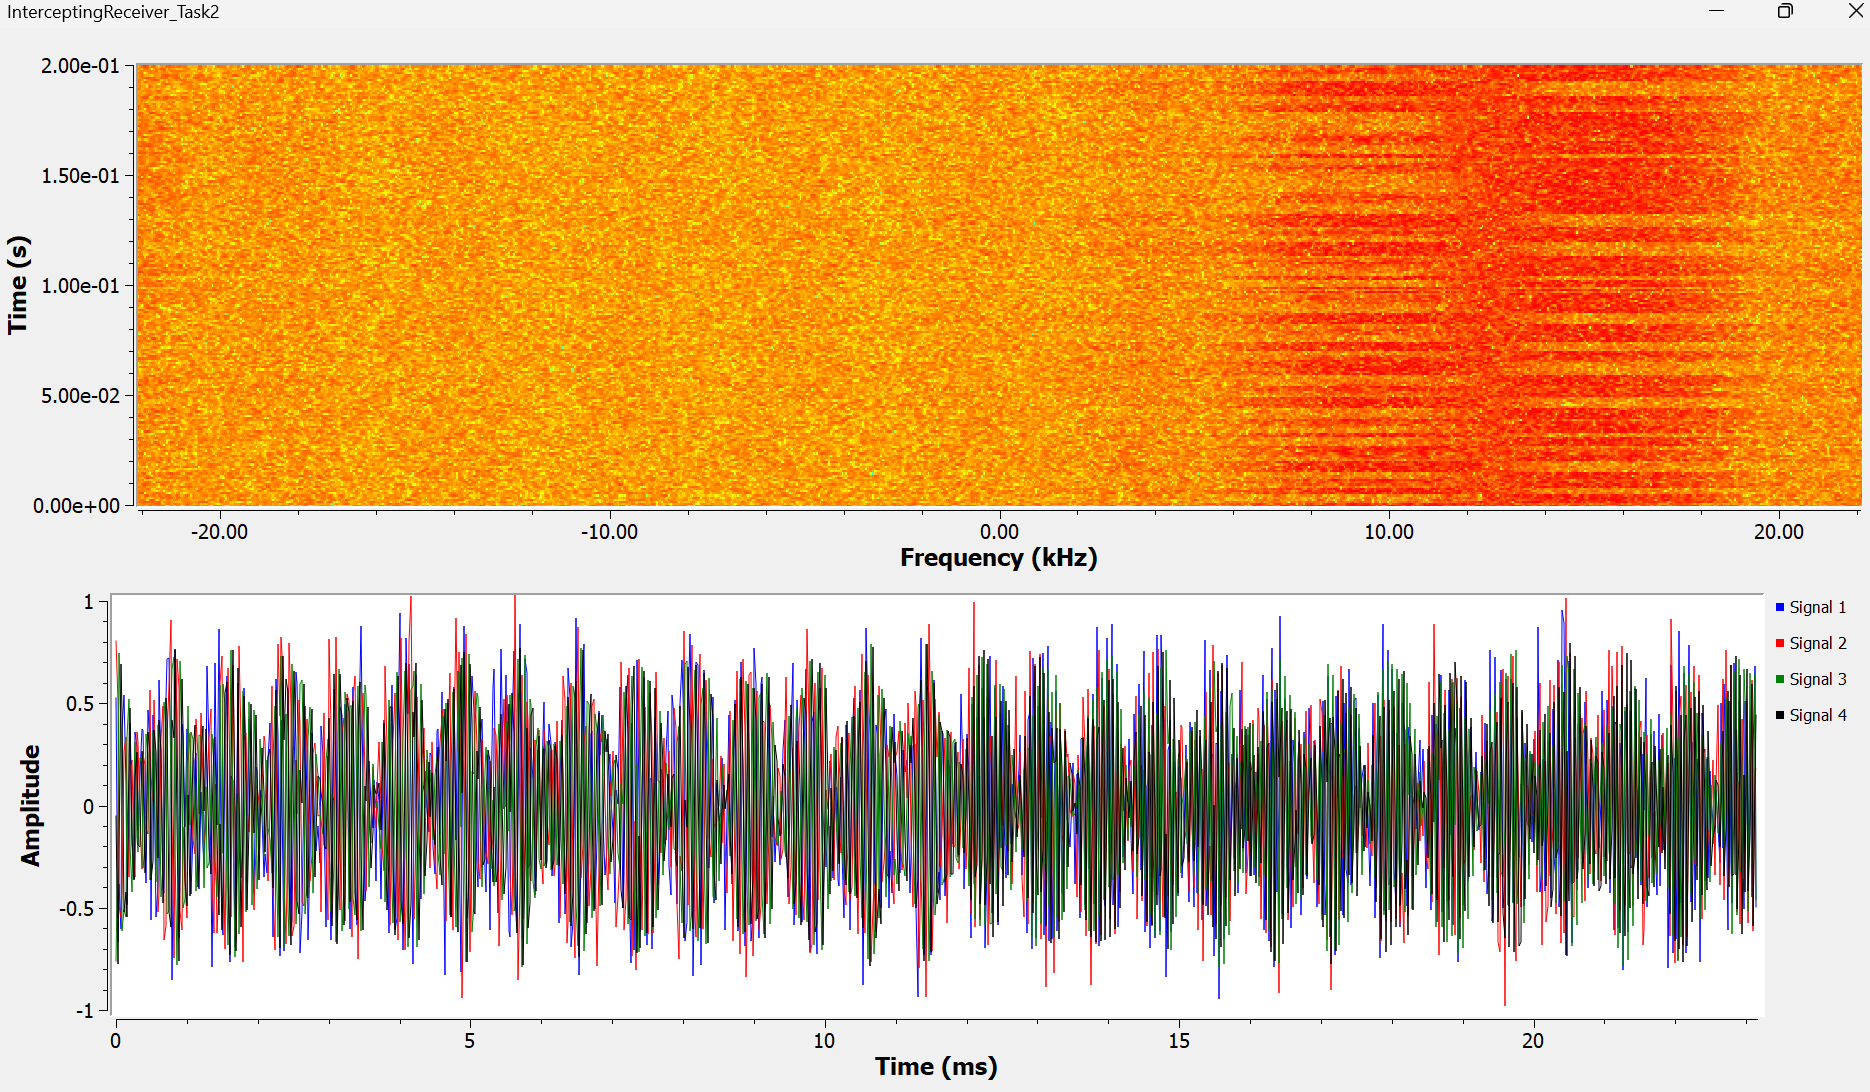 InterceptingReceiver_Task2
2.00e-01
1.50e-01
1.00e-01
5.00e-02
0.00e+00
Time (s)
-20.00 -10.00 0.00 10.00 20.00
Frequency (kHz)
1
0.5
0
-0.5
-1
Amplitude
0 5 10 15 20
Time (ms)
Signal 1
Signal 2
Signal 3
Signal 4